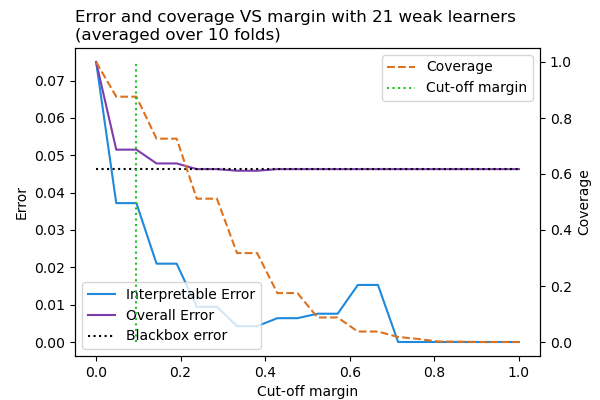 Error and coverage VS margin with 21 weak learners
(averaged over 10 folds)
Error
0.07
0.06
0.05
0.04
0.03
0.02
0.01
0.00
Coverage
Cut-off margin
Interpretable Error
Overall Error
Blackbox error
1.0
0.8
0.6
0.4
0.2
0.0
Coverage
0.0 0.2 0.4 0.6 0.8 1.0
Cut-off margin